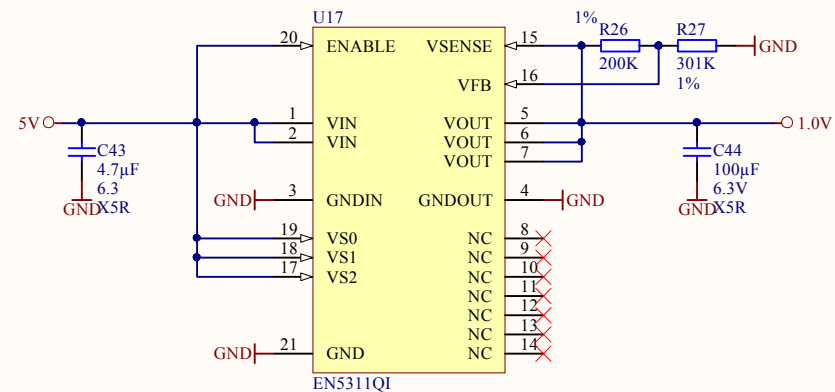 U17
20 ENABLE VSENSE 15
1% R26 R27 GND
200K 301K
1%
VFB 16
5V 1 VIN VOUT 5 1.0V
2 VIN VOUT 6
VOUT 7
C43 C44
4.7µF 100µF
6.3 6.3V
X5R X5R
GND GND
GND 3 GNDIN GNDOUT 4 GND
19 VS0 NC 8
18 VS1 NC 9
17 VS2 NC 10
NC 11
NC 12
NC 13
GND 21 GND NC 14
EN5311QI